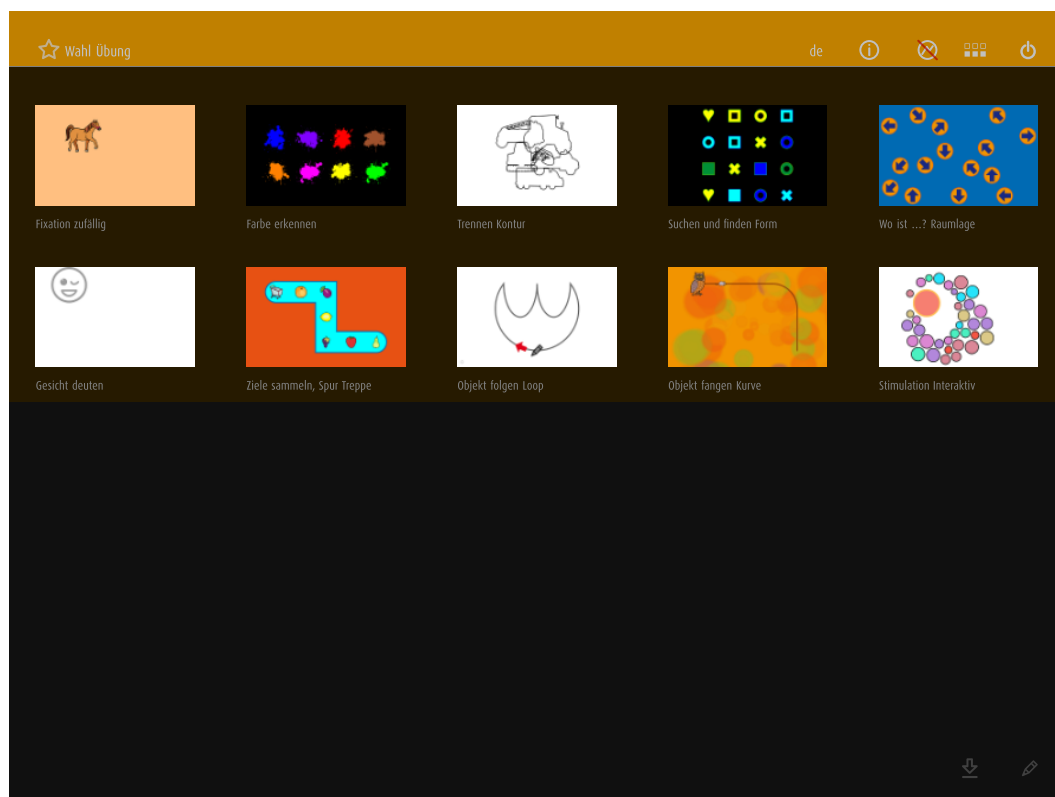 Wahl Übung
de
Fixation zufällig
Farbe erkennen
Trennen Kontur
Suchen und finden Form
Wo ist ...? Raumlage
Gesicht deuten
Ziele sammeln, Spur Treppe
Objekt folgen Loop
Objekt fangen Kurve
Stimulation Interaktiv